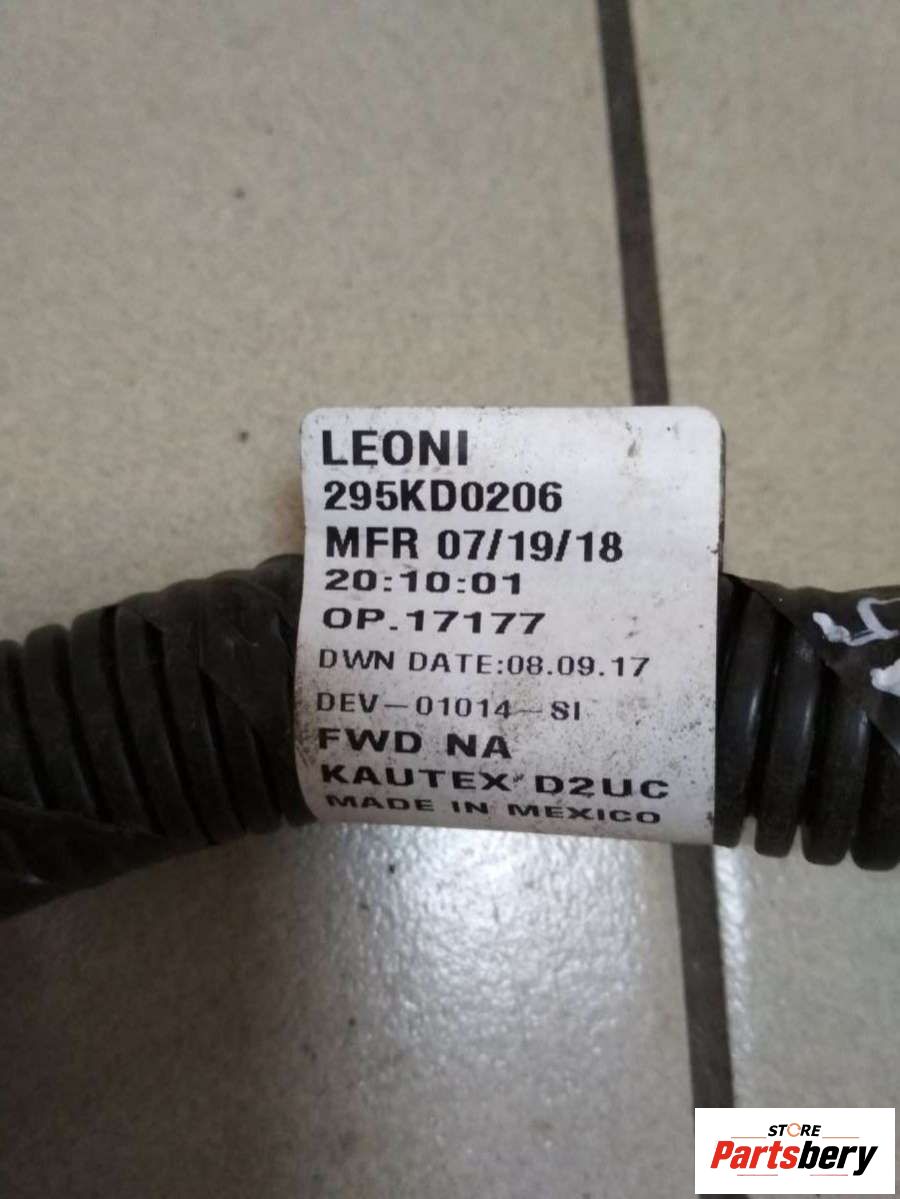 LEONI
295KD0206
MFR 07/19/18
20:10:01
OP.17177
DWN DATE:08.09.17
DEV-01014-SI
FWD NA
KAUTEX D2UC
MADE IN MEXICO
STORE
Partsbery